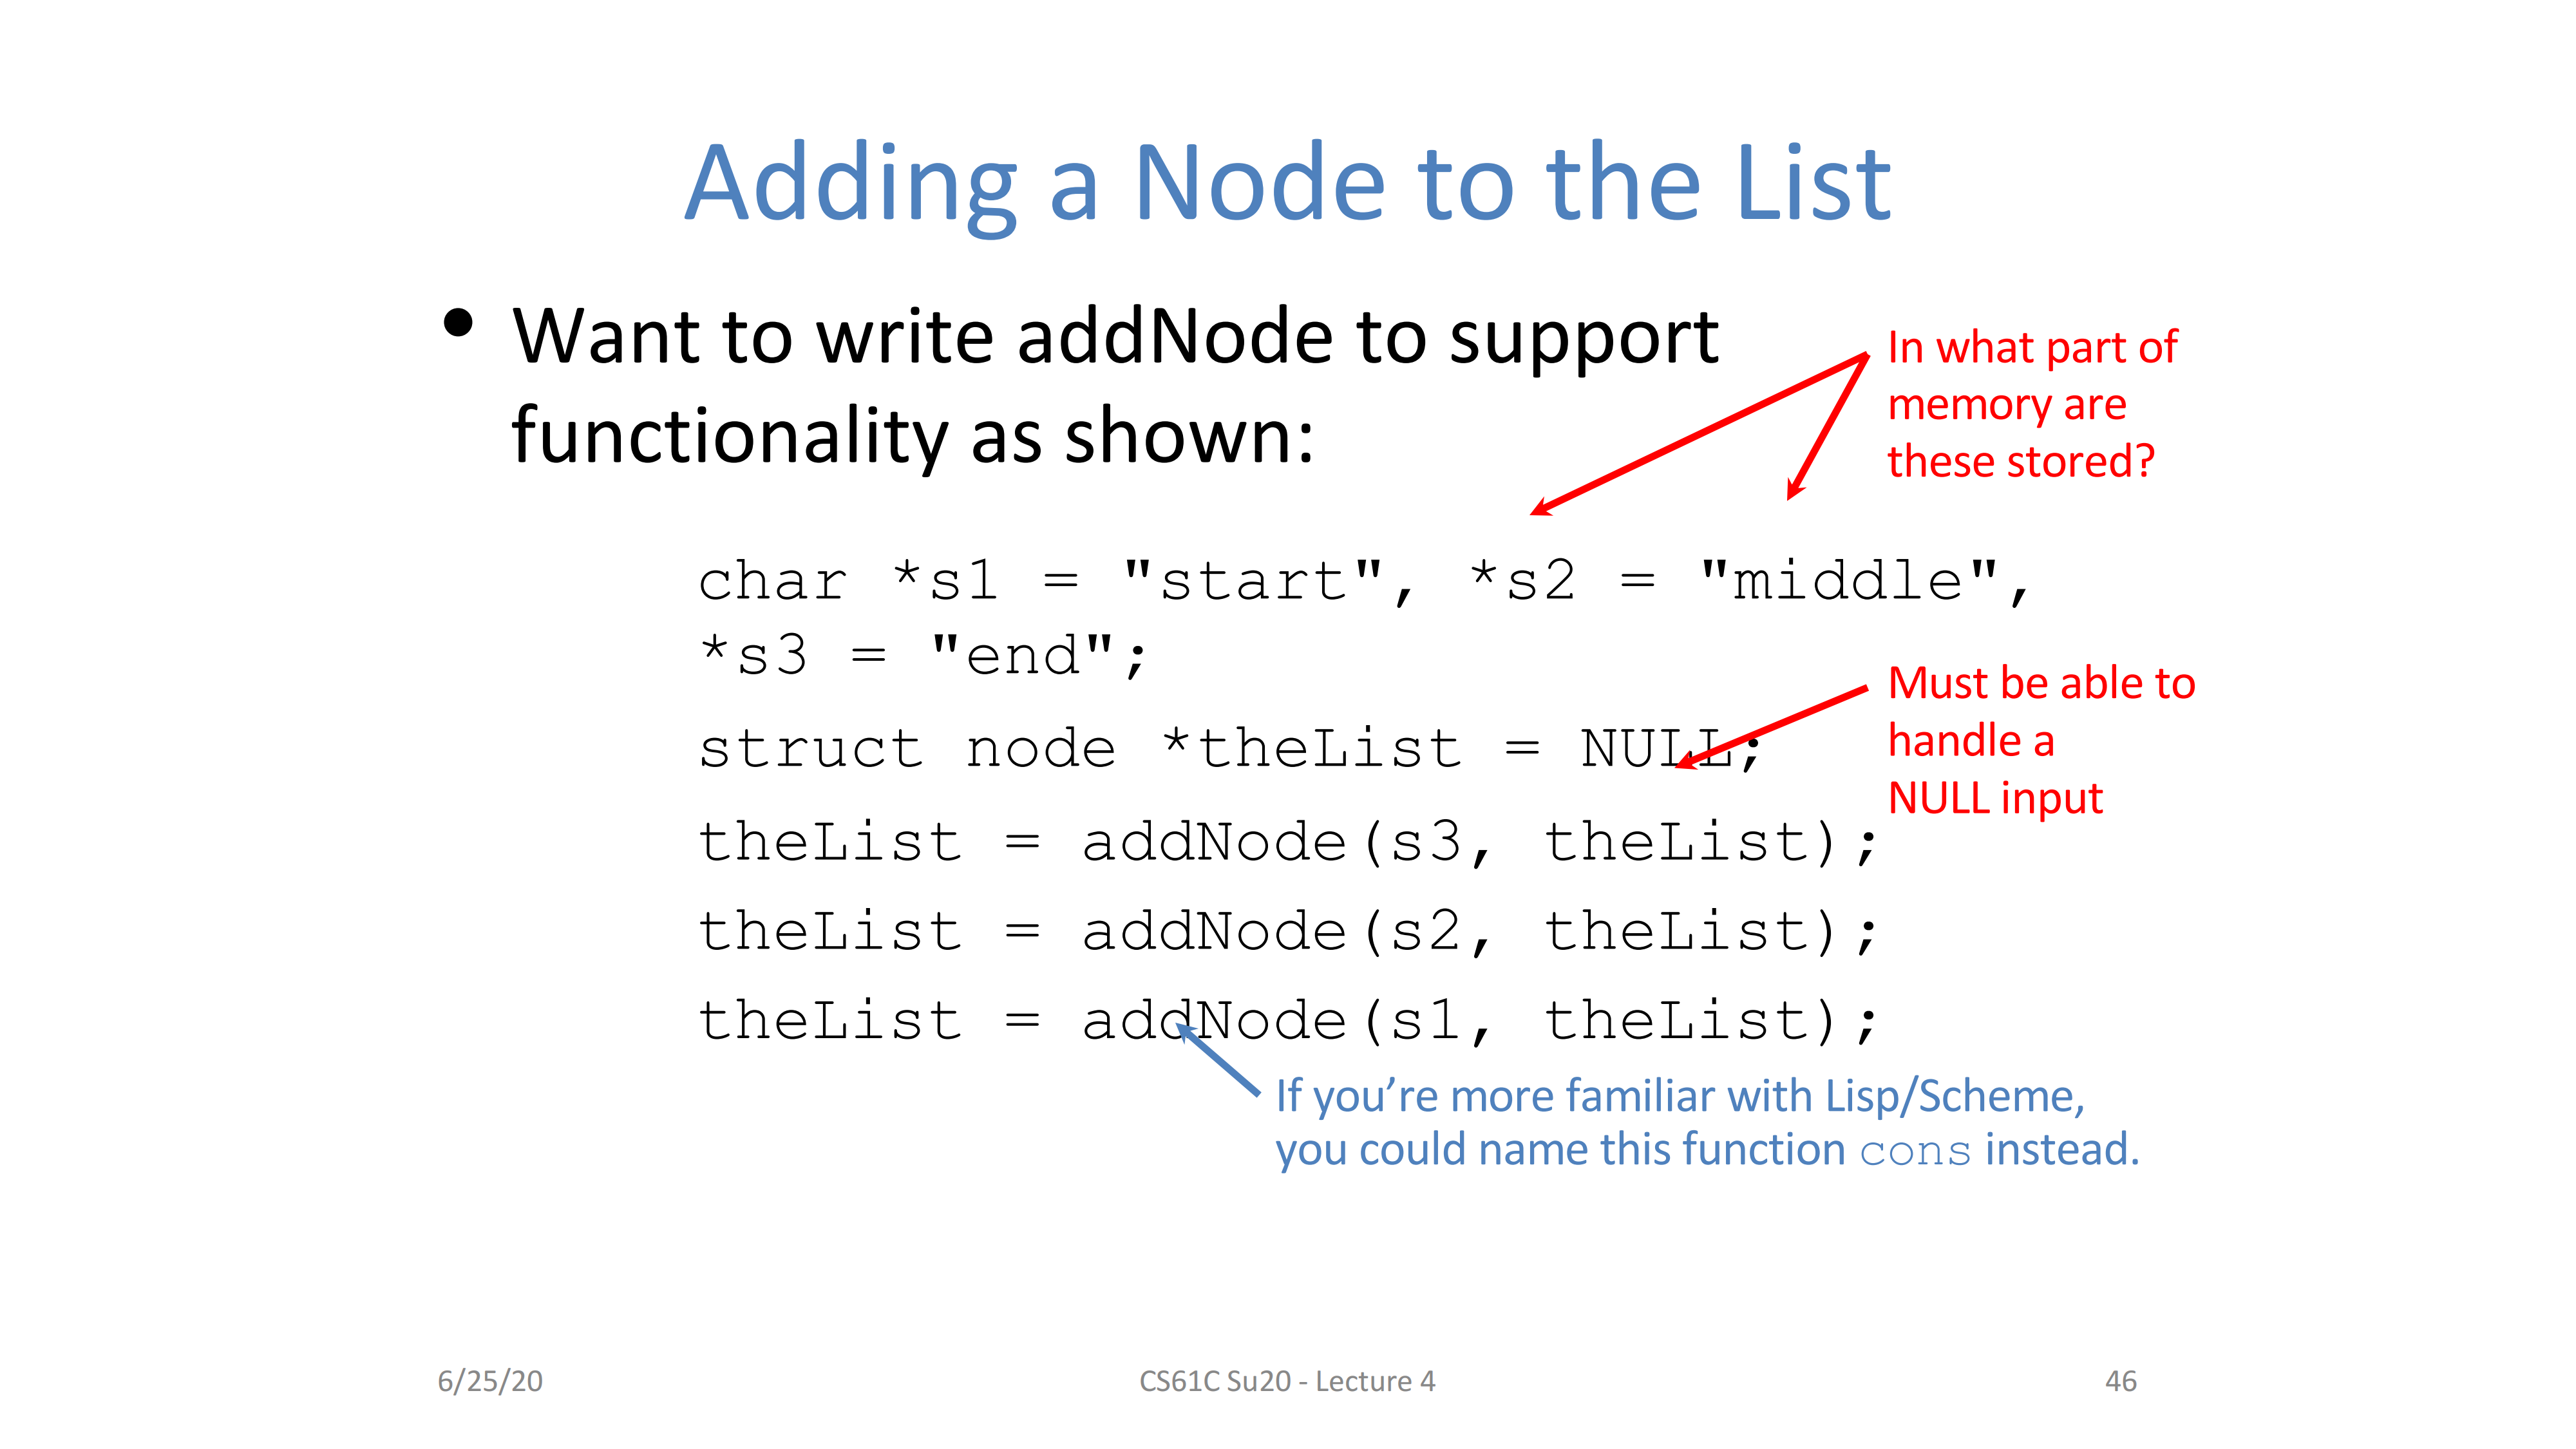 Adding a Node to the List
• Want to write addNode to support
functionality as shown:
In what part of
memory are
these stored?
char *s1 = "start", *s2 = "middle",
*s3 = "end";
struct node *theList = NULL;
Must be able to
handle a
NULL input
theList = addNode(s3, theList);
theList = addNode(s2, theList);
theList = addNode(s1, theList);
If you’re more familiar with Lisp/Scheme,
you could name this function cons instead.
6/25/20
CS61C Su20 - Lecture 4
46